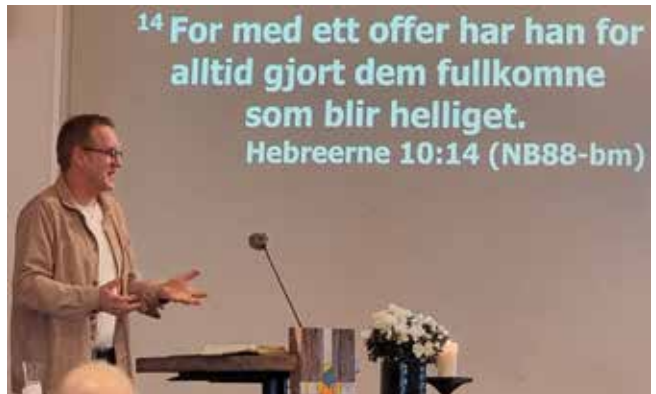 14 For med ett offer har han for
alltid gjort dem fullkomne
som blir helliget.
Hebreerne 10:14 (NB88-bm)